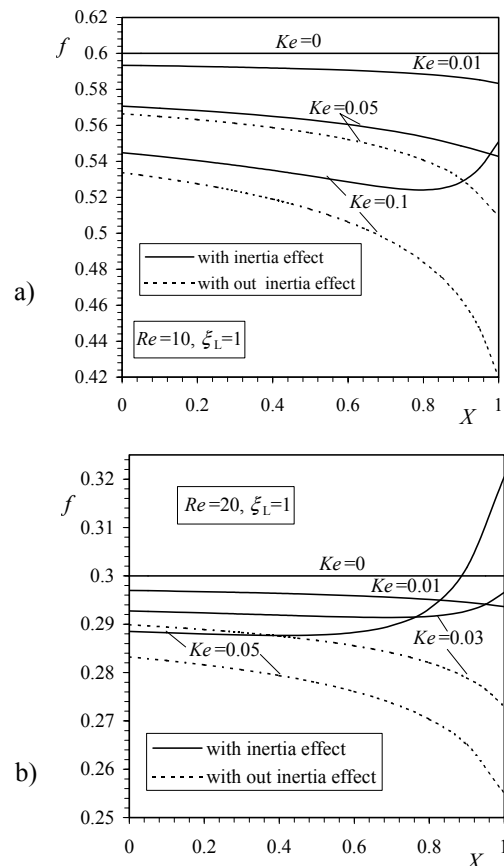 0.62
f
0.6
0.58
0.56
0.54
0.52
0.5
0.48
0.46
0.44
0.42
Ke=0
Ke=0.01
Ke=0.05
Ke=0.1
with inertia effect
with out inertia effect
Re=10, ξL=1
a)
0 0.2 0.4 0.6 0.8 1
X
f
0.32
0.31
0.3
0.29
0.28
0.27
0.26
0.25
Re=20, ξL=1
Ke=0
Ke=0.01
Ke=0.03
Ke=0.05
with inertia effect
with out inertia effect
b)
0 0.2 0.4 0.6 0.8 1
X